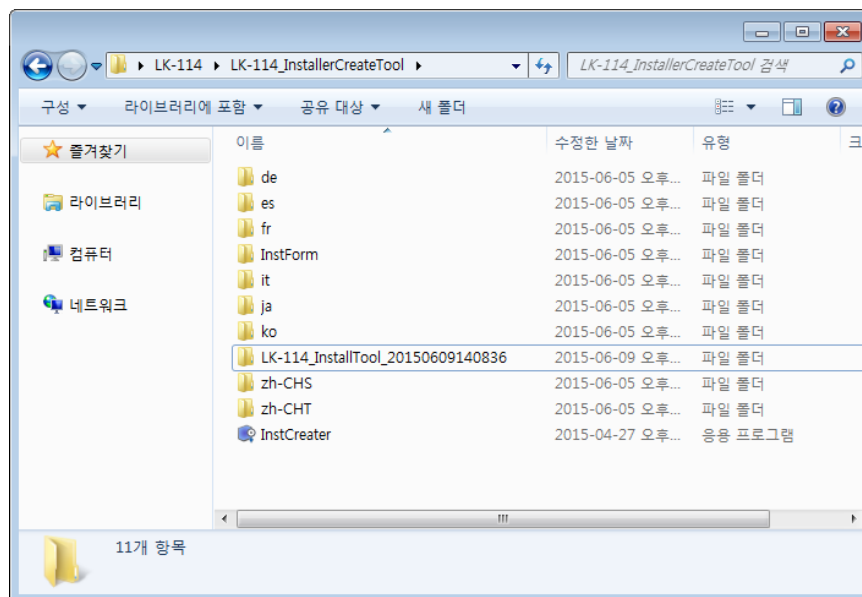 LK-114 LK-114_InstallerCreateTool LK-114_InstallerCreateTool 검색
구성 라이브러리에 포함 공유 대상 새 폴더
즐겨찾기
라이브러리
컴퓨터
네트워크
이름 수정한 날짜 유형 크
de 2015-06-05 오후... 파일 폴더
es 2015-06-05 오후... 파일 폴더
fr 2015-06-05 오후... 파일 폴더
InstForm 2015-06-05 오후... 파일 폴더
it 2015-06-05 오후... 파일 폴더
ja 2015-06-05 오후... 파일 폴더
ko 2015-06-05 오후... 파일 폴더
LK-114_InstallTool_20150609140836 2015-06-09 오후... 파일 폴더
zh-CHS 2015-06-05 오후... 파일 폴더
zh-CHT 2015-06-05 오후... 파일 폴더
InstCreater 2015-04-27 오후... 응용 프로그램
11개 항목